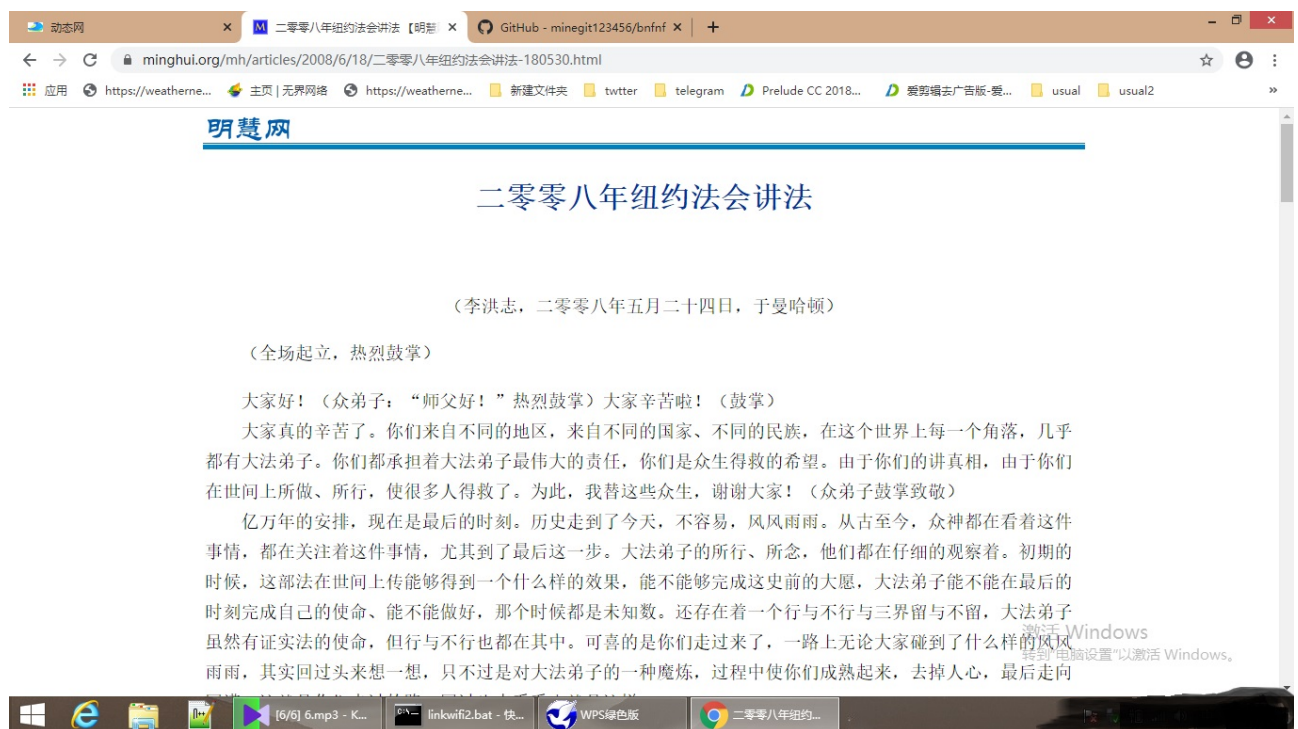 动态网
二零零八年纽约法会讲法 【明慧
GitHub - minegit123456/bnfnf
minghui.org/mh/articles/2008/6/18/二零零八年纽约法会讲法-180530.html
应用 https://weatherne... 主页 | 无界网络 https://weatherne... 新建文件夹 twtter telegram Prelude CC 2018... 爱剪辑去广告版-爱... usual usual2 »
明慧网
二零零八年纽约法会讲法
（李洪志，二零零八年五月二十四日，于曼哈顿）
（全场起立，热烈鼓掌）
大家好！（众弟子：“师父好！”热烈鼓掌）大家辛苦啦！（鼓掌）
大家真的辛苦了。你们来自不同的地区，来自不同的国家、不同的民族，在这个世界上每一个角落，几乎
都有大法弟子。你们都承担着大法弟子最伟大的责任，你们是众生得救的希望。由于你们的讲真相，由于你们
在世间上所做、所行，使很多人得救了。为此，我替这些众生，谢谢大家！（众弟子鼓掌致敬）
亿万年的安排，现在是最后的时刻。历史走到了今天，不容易，风风雨雨。从古至今，众神都在看着这件
事情，都在关注着这件事情，尤其到了最后这一步。大法弟子的所行、所念，他们都在仔细的观察着。初期的
时候，这部法在世间上传能够得到一个什么样的效果，能不能够完成这史前的大愿，大法弟子能不能在最后的
时刻完成自己的使命、能不能做好，那个时候都是未知数。还存在着一个行与不行与三界留与不留，大法弟子
虽然有证实法的使命，但行与不行也都在其中。可喜的是你们走过来了，一路上无论大家碰到了什么样的风风
雨雨，其实回过头来想一想，只不过是对大法弟子的一种魔炼，过程中使你们成熟起来，去掉人心，最后走向
激活 Windows
转到“电脑设置”以激活 Windows。
[6/6] 6.mp3 - K...
linkwifi2.bat - 快...
WPS绿色版
二零零八年纽约...